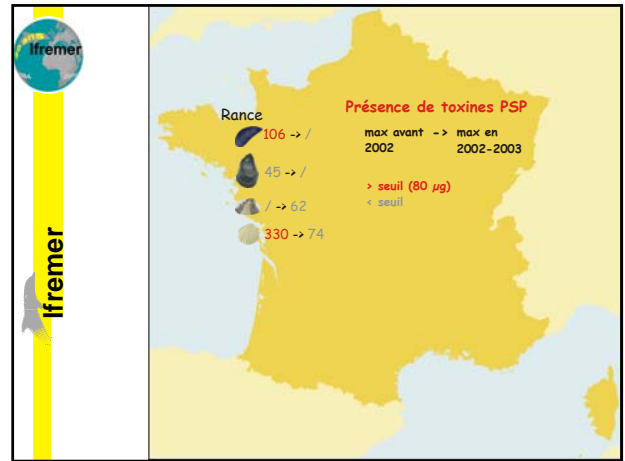 Ifremer
Rance
106 -> /
45 -> /
/ -> 62
330 -> 74
Présence de toxines PSP
max avant -> max en
2002 2002-2003
> seuil (80 µg)
< seuil
Ifremer